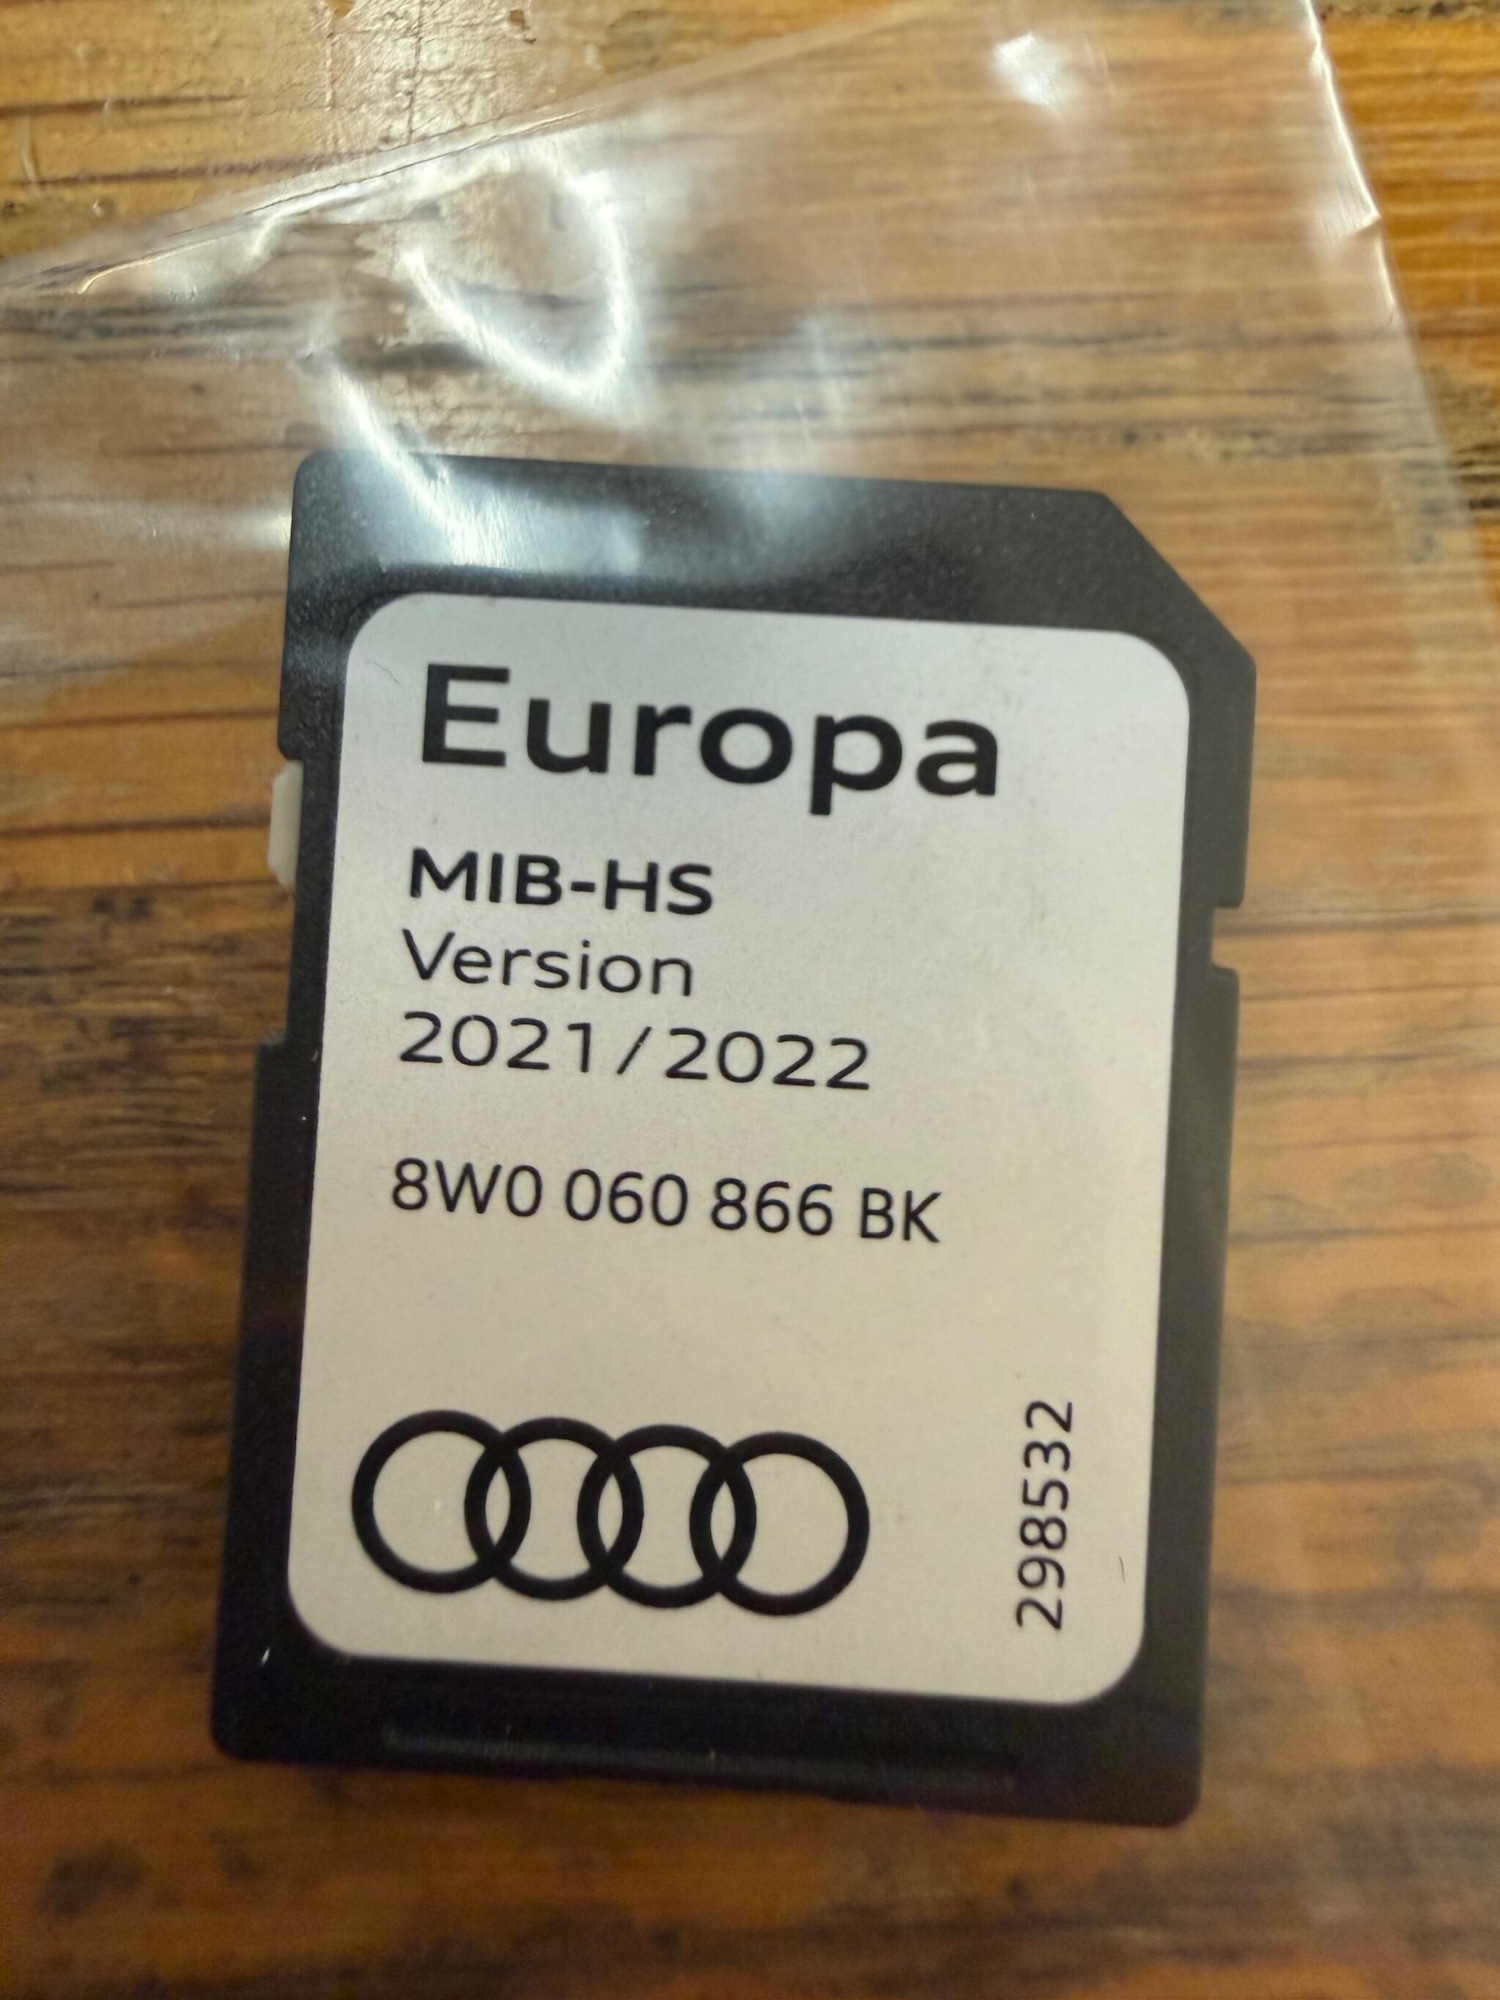 Europa
MIB-HS
Version
2021/2022
8W0 060 866 BK
298532